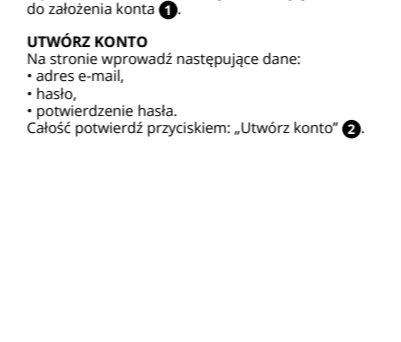 do założenia konta 1.
UTWÓRZ KONTO
Na stronie wprowadź następujące dane:
• adres e-mail,
• hasło,
• potwierdzenie hasła.
Całość potwierdź przyciskiem: „Utwórz konto” 2.